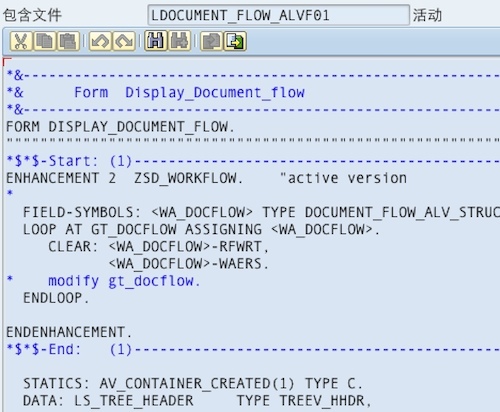 包含文件 LDOCUMENT_FLOW_ALVF01 活动
*&---------------------------------------------------------------
*&      Form  Display_Document_flow
*&---------------------------------------------------------------
FORM DISPLAY_DOCUMENT_FLOW.
""""""""""""""""""""""""""""""""""""""""""""""""""""""""""""""""
*$*$-Start: (1)--------------------------------------------------
ENHANCEMENT 2  ZSD_WORKFLOW.    "active version
*
  FIELD-SYMBOLS: <WA_DOCFLOW> TYPE DOCUMENT_FLOW_ALV_STRUC
  LOOP AT GT_DOCFLOW ASSIGNING <WA_DOCFLOW>.
     CLEAR: <WA_DOCFLOW>-RFWRT,
            <WA_DOCFLOW>-WAERS.
*    modify gt_docflow.
  ENDLOOP.
ENDENHANCEMENT.
*$*$-End:   (1)--------------------------------------------------
  STATICS: AV_CONTAINER_CREATED(1) TYPE C.
  DATA: LS_TREE_HEADER     TYPE TREEV_HHDR,